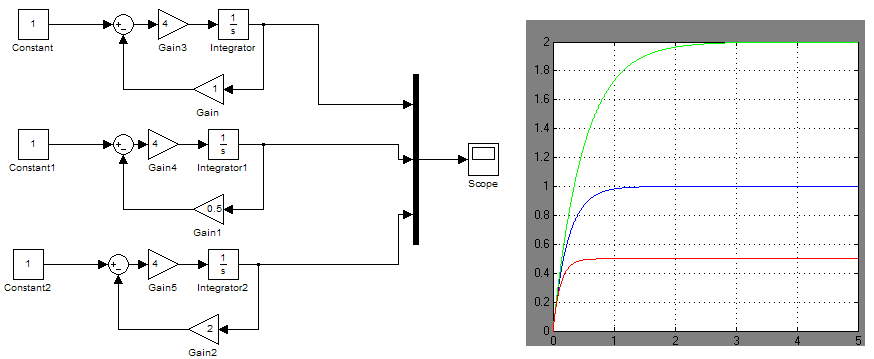 1
+
−
4
1
s
Constant
Gain3
Integrator
1
Gain
1
+
−
4
1
s
Constant1
Gain4
Integrator1
0.5
Gain1
1
+
−
4
1
s
Constant2
Gain5
Integrator2
2
Gain2
Scope
2
1.8
1.6
1.4
1.2
1
0.8
0.6
0.4
0.2
0
0 1 2 3 4 5